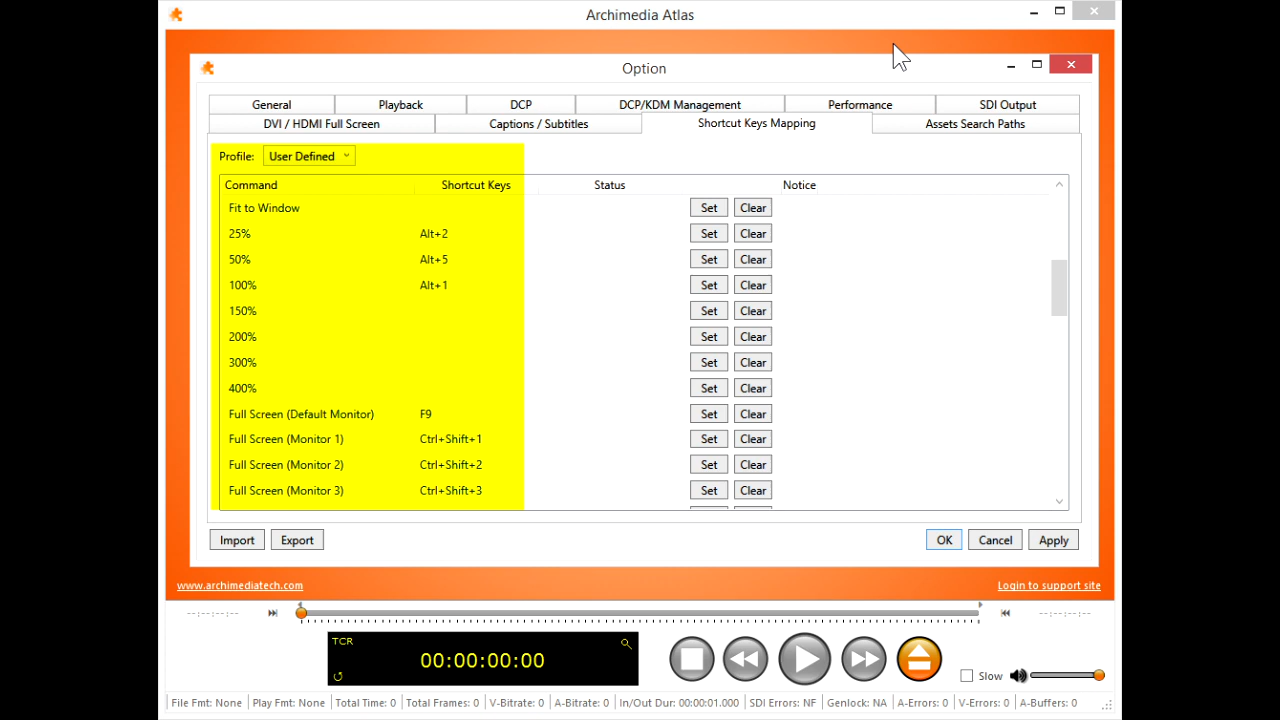 Archimedia Atlas
Option
General Playback DCP DCP/KDM Management Performance SDI Output
DVI / HDMI Full Screen Captions / Subtitles Shortcut Keys Mapping Assets Search Paths
Profile: User Defined
Command Shortcut Keys Status Notice
Fit to Window Set Clear
25% Alt+2 Set Clear
50% Alt+5 Set Clear
100% Alt+1 Set Clear
150% Set Clear
200% Set Clear
300% Set Clear
400% Set Clear
Full Screen (Default Monitor) F9 Set Clear
Full Screen (Monitor 1) Ctrl+Shift+1 Set Clear
Full Screen (Monitor 2) Ctrl+Shift+2 Set Clear
Full Screen (Monitor 3) Ctrl+Shift+3 Set Clear
Import Export OK Cancel Apply
www.archimediatech.com Login to support site
--:--:--:-- --:--:--:--
TCR
00:00:00:00
Slow
File Fmt: None Play Fmt: None Total Time: 0 Total Frames: 0 V-Bitrate: 0 A-Bitrate: 0 In/Out Dur: 00:00:01.000 SDI Errors: NF Genlock: NA A-Errors: 0 V-Errors: 0 A-Buffers: 0